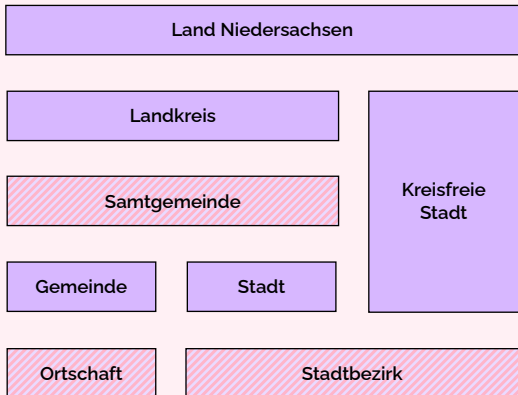 Land Niedersachsen
Landkreis
Kreisfreie
Stadt
Samtgemeinde
Gemeinde
Stadt
Ortschaft
Stadtbezirk